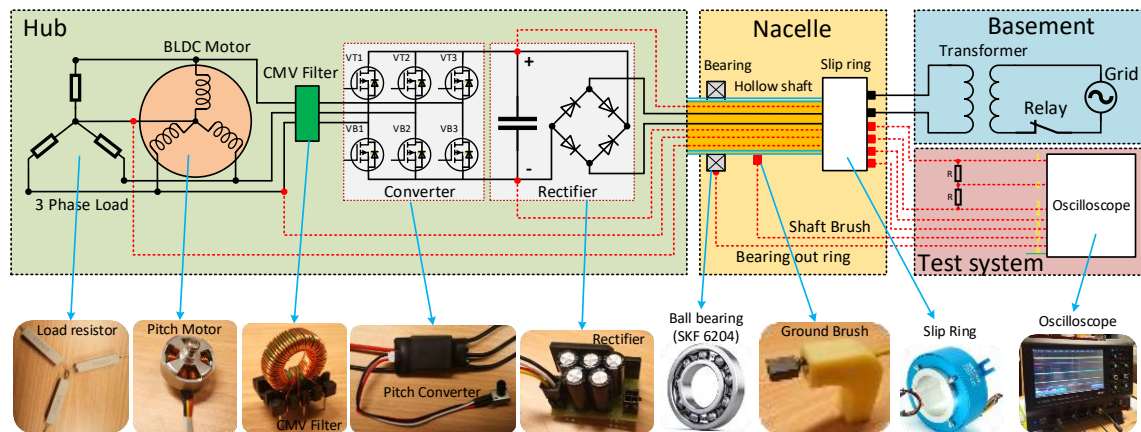 Hub
Nacelle
Basement
BLDC Motor
CMV Filter
VT1
VT2
VT3
+
Bearing
Slip ring
Hollow shaft
Transformer
Grid
Relay
VB1
VB2
VB3
-
3 Phase Load
Converter
Rectifier
R
R
Oscilloscope
Shaft Brush
Bearing out ring
Test system
Load resistor
Pitch Motor
CMV Filter
Pitch Converter
Rectifier
Ball bearing
(SKF 6204)
Ground Brush
Slip Ring
Oscilloscope